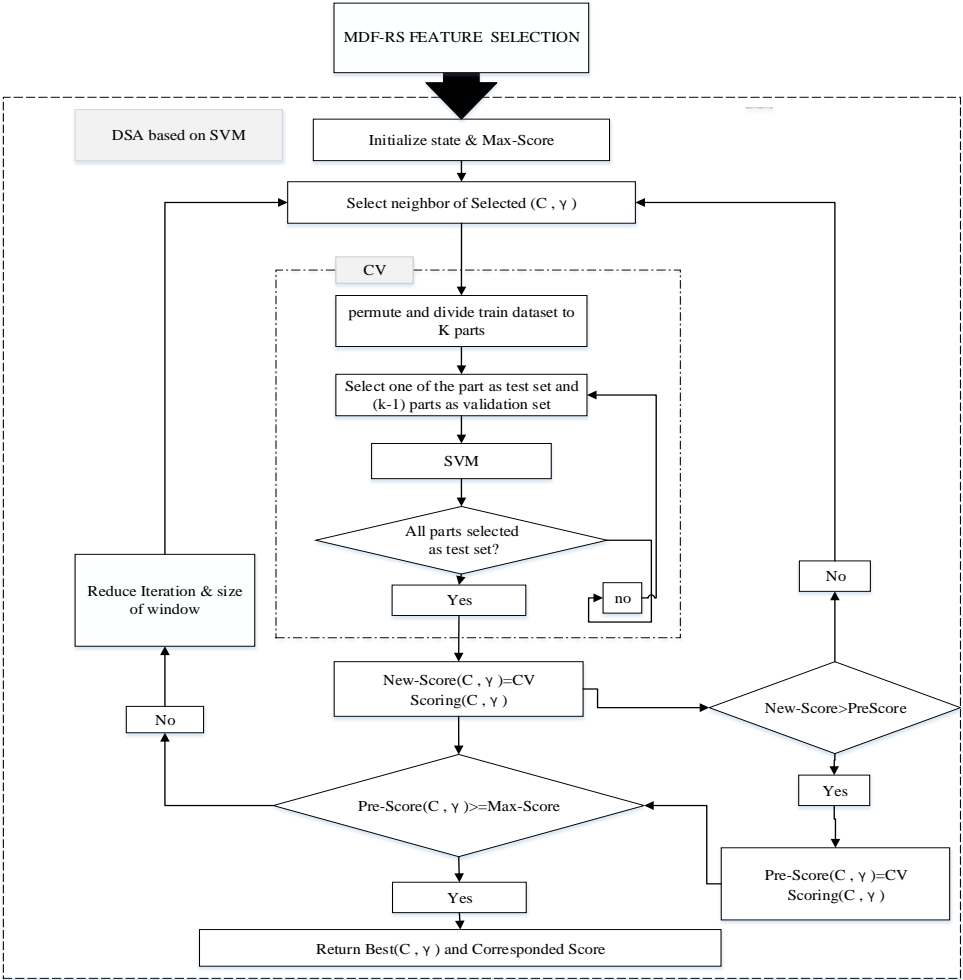 MDF-RS FEATURE SELECTION
DSA based on SVM
Initialize state & Max-Score
Select neighbor of Selected (C , γ )
CV
permute and divide train dataset to
K parts
Select one of the part as test set and
(k-1) parts as validation set
SVM
All parts selected
as test set?
Yes
no
Reduce Iteration & size
of window
No
New-Score(C , γ )=CV
Scoring(C , γ )
No
New-Score>PreScore
Yes
Pre-Score(C , γ )=CV
Scoring(C , γ )
Pre-Score(C , γ )>=Max-Score
Yes
Return Best(C , γ ) and Corresponded Score